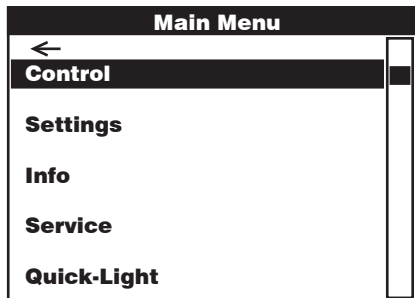 Main Menu
←
Control
Settings
Info
Service
Quick-Light